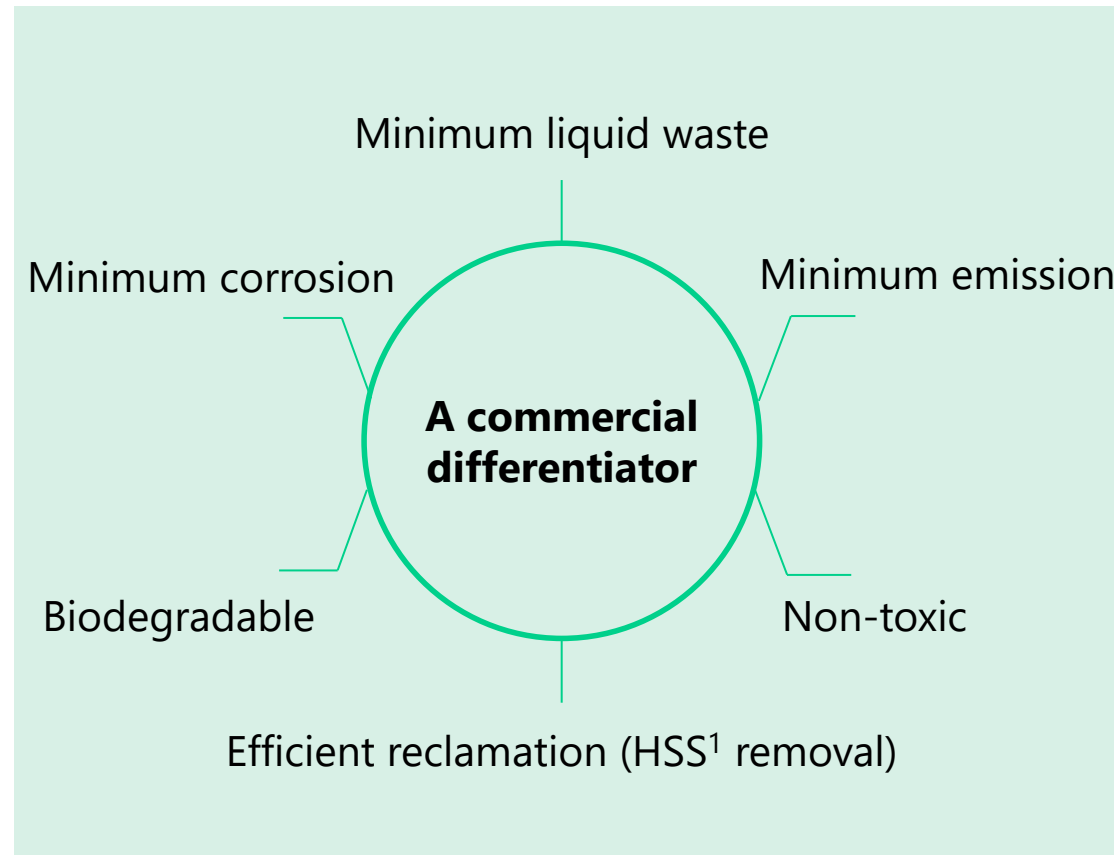 Minimum liquid waste
Minimum corrosion
Minimum emission
A commercial
differentiator
Biodegradable
Non-toxic
Efficient reclamation (HSS¹ removal)